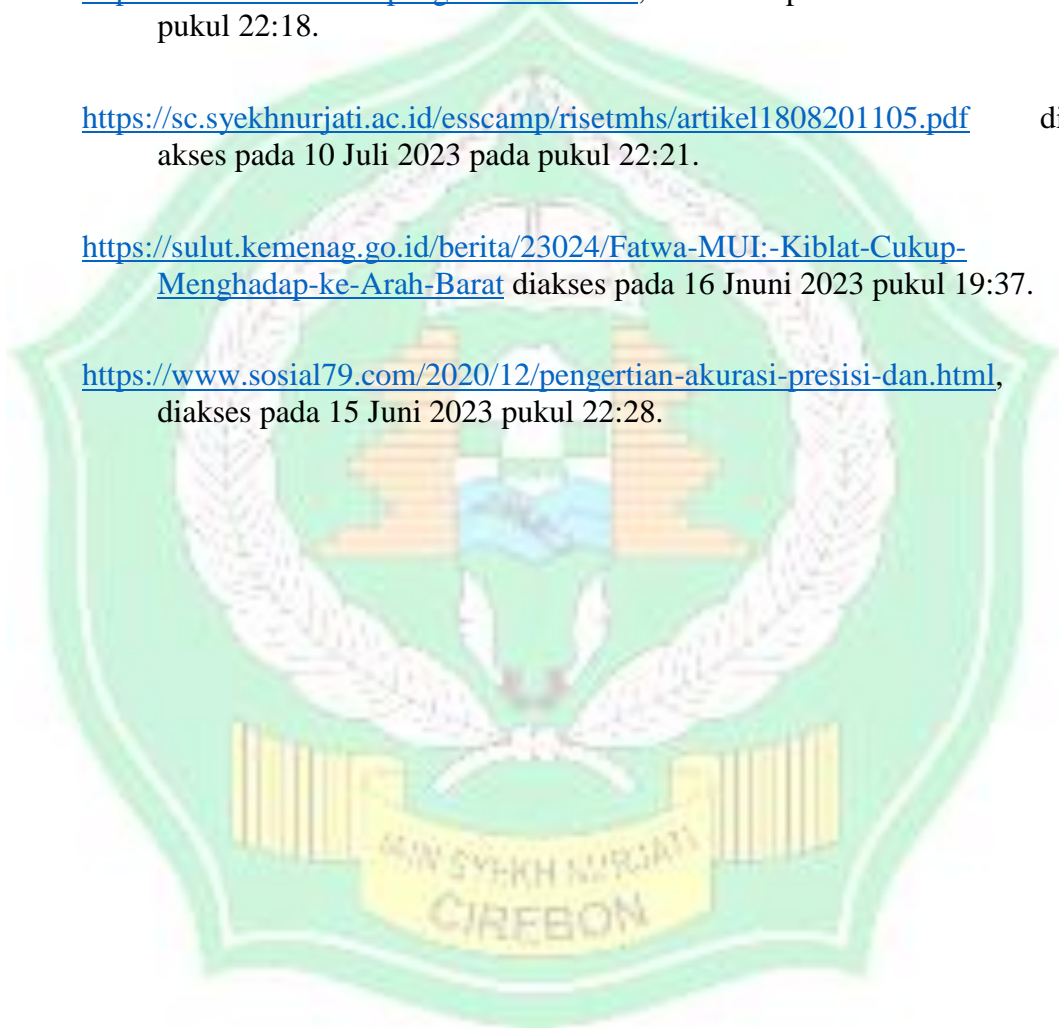 pukul 22:18.
https://sc.syekhnurjati.ac.id/esscamp/risetmhs/artikel1808201105.pdf di
akses pada 10 Juli 2023 pada pukul 22:21.
https://sulut.kemenag.go.id/berita/23024/Fatwa-MUI:-Kiblat-Cukup-
Menghadap-ke-Arah-Barat diakses pada 16 Jnuni 2023 pukul 19:37.
https://www.sosial79.com/2020/12/pengertian-akurasi-presisi-dan.html,
diakses pada 15 Juni 2023 pukul 22:28.
IAIN SYEKH NURJATI
CIREBON